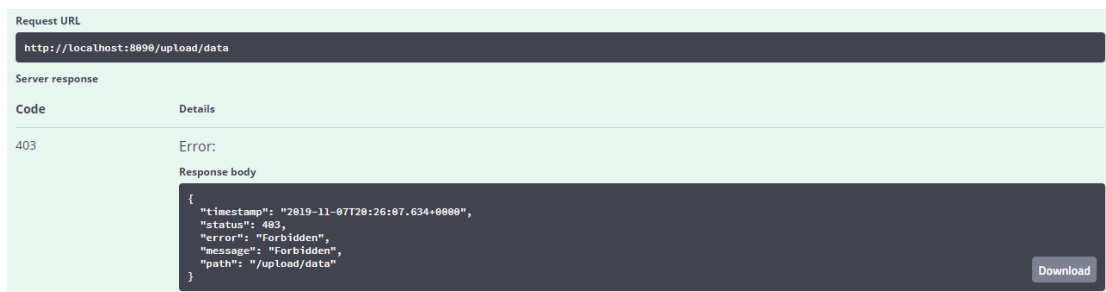 Request URL
http://localhost:8090/upload/data
Server response
Code Details
403 Error:
Response body
{
"timestamp": "2019-11-07T20:26:07.634+0000",
"status": 403,
"error": "Forbidden",
"message": "Forbidden",
"path": "/upload/data"
}
Download